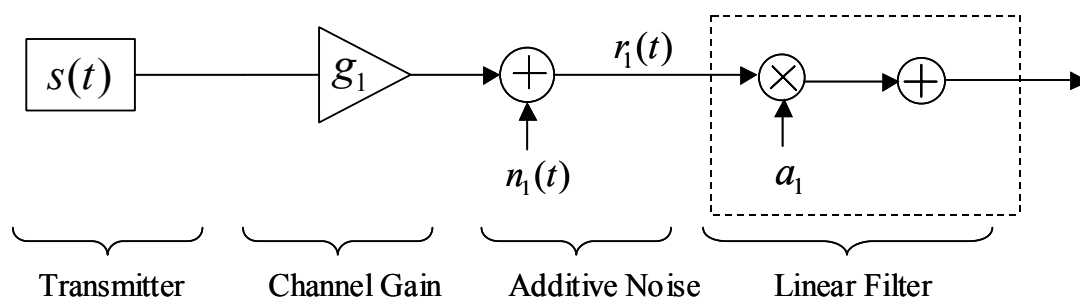 s(t)
g₁
r₁(t)
n₁(t)
a₁
Transmitter
Channel Gain
Additive Noise
Linear Filter